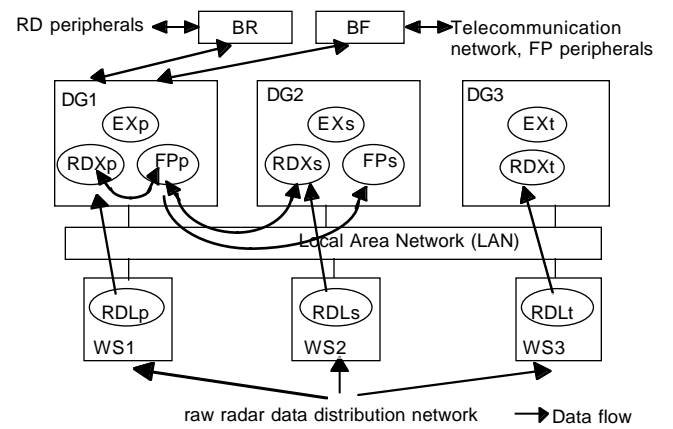 RD peripherals
BR
BF
Telecommunication
network, FP peripherals
DG1
DG2
DG3
EXp
EXs
EXt
RDXp
FPp
RDXs
FPs
RDXt
Local Area Network (LAN)
RDLp
RDLs
RDLt
WS1
WS2
WS3
raw radar data distribution network
Data flow